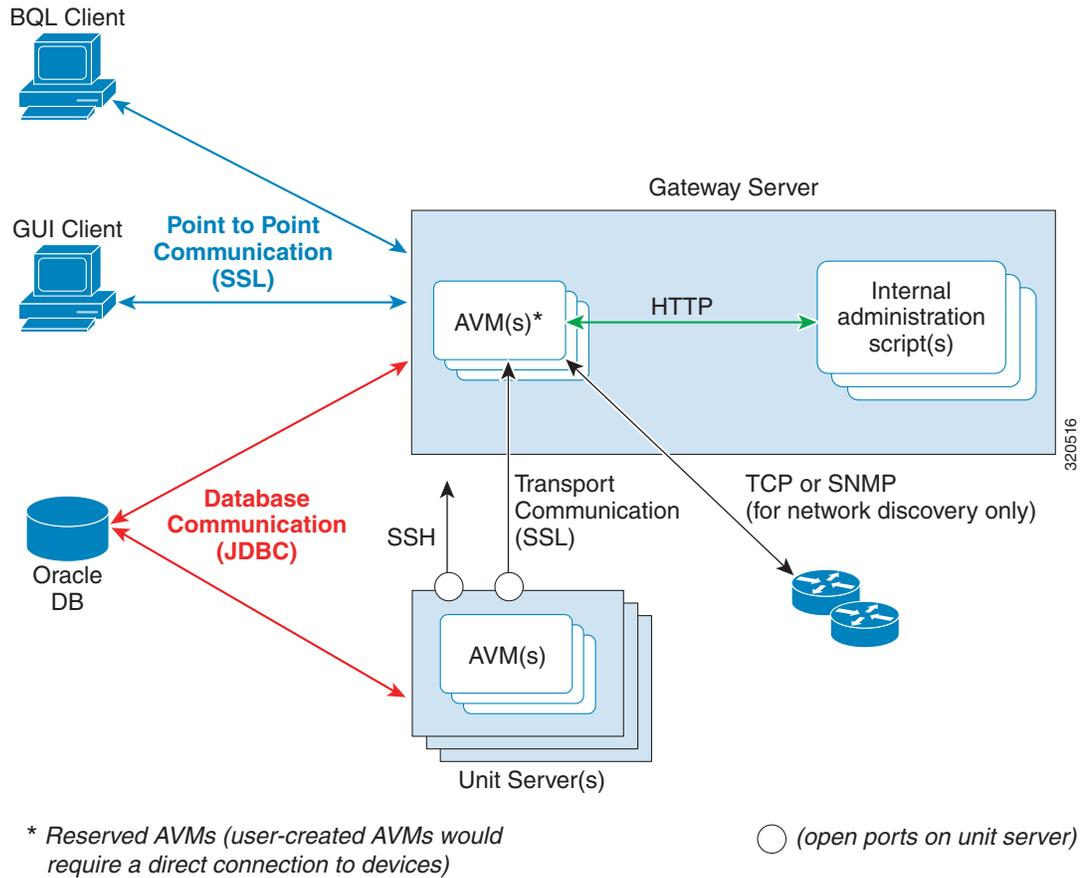 BQL Client
GUI Client
Point to Point
Communication
(SSL)
Gateway Server
AVM(s)*
HTTP
Internal
administration
script(s)
320516
Oracle
DB
Database
Communication
(JDBC)
SSH
Transport
Communication
(SSL)
TCP or SNMP
(for network discovery only)
AVM(s)
Unit Server(s)
* Reserved AVMs (user-created AVMs would
require a direct connection to devices)
(open ports on unit server)